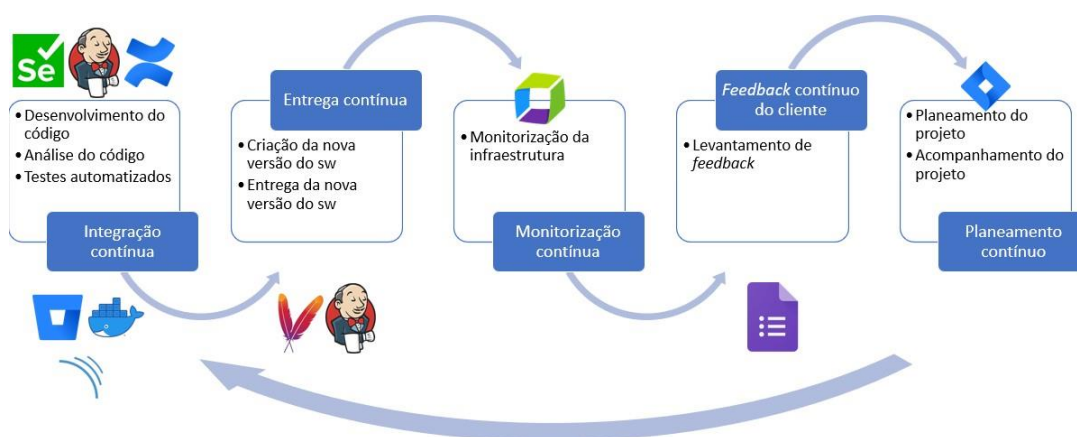 Se
• Desenvolvimento do
código
• Análise do código
• Testes automatizados
Integração
contínua
Entrega contínua
• Criação da nova
versão do sw
• Entrega da nova
versão do sw
• Monitorização da
infraestrutura
Monitorização
contínua
Feedback contínuo
do cliente
• Levantamento de
feedback
• Planeamento do
projeto
• Acompanhamento do
projeto
Planeamento
contínuo